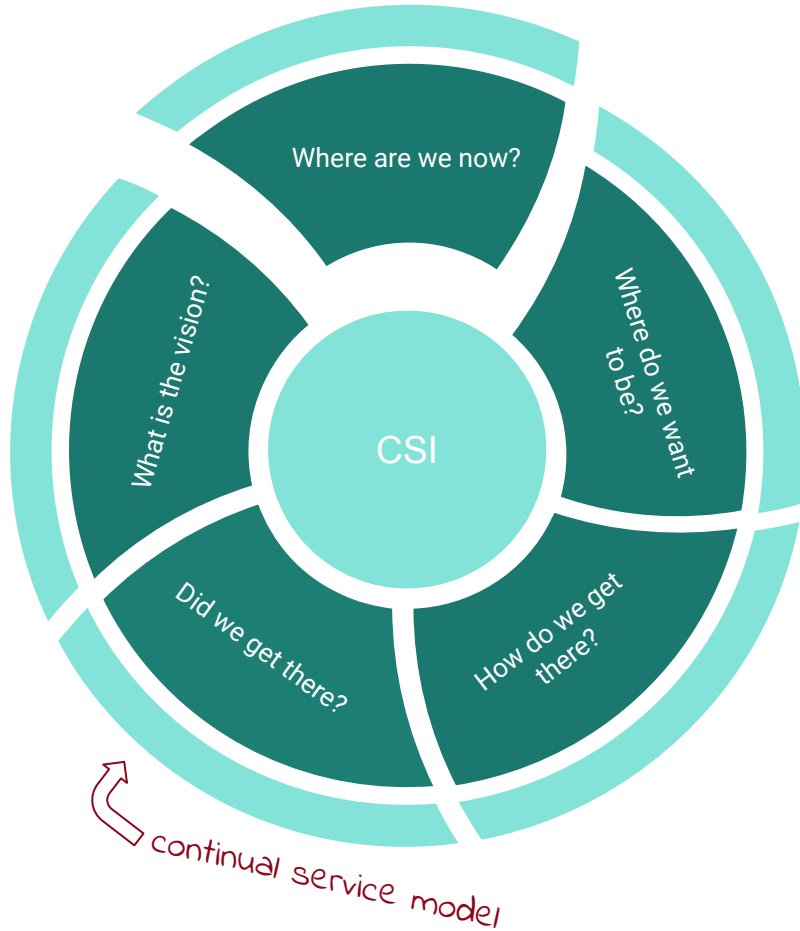 Where are we now?
Where do we want
to be?
How do we get
there?
Did we get there?
What is the vision?
CSI
continual service model